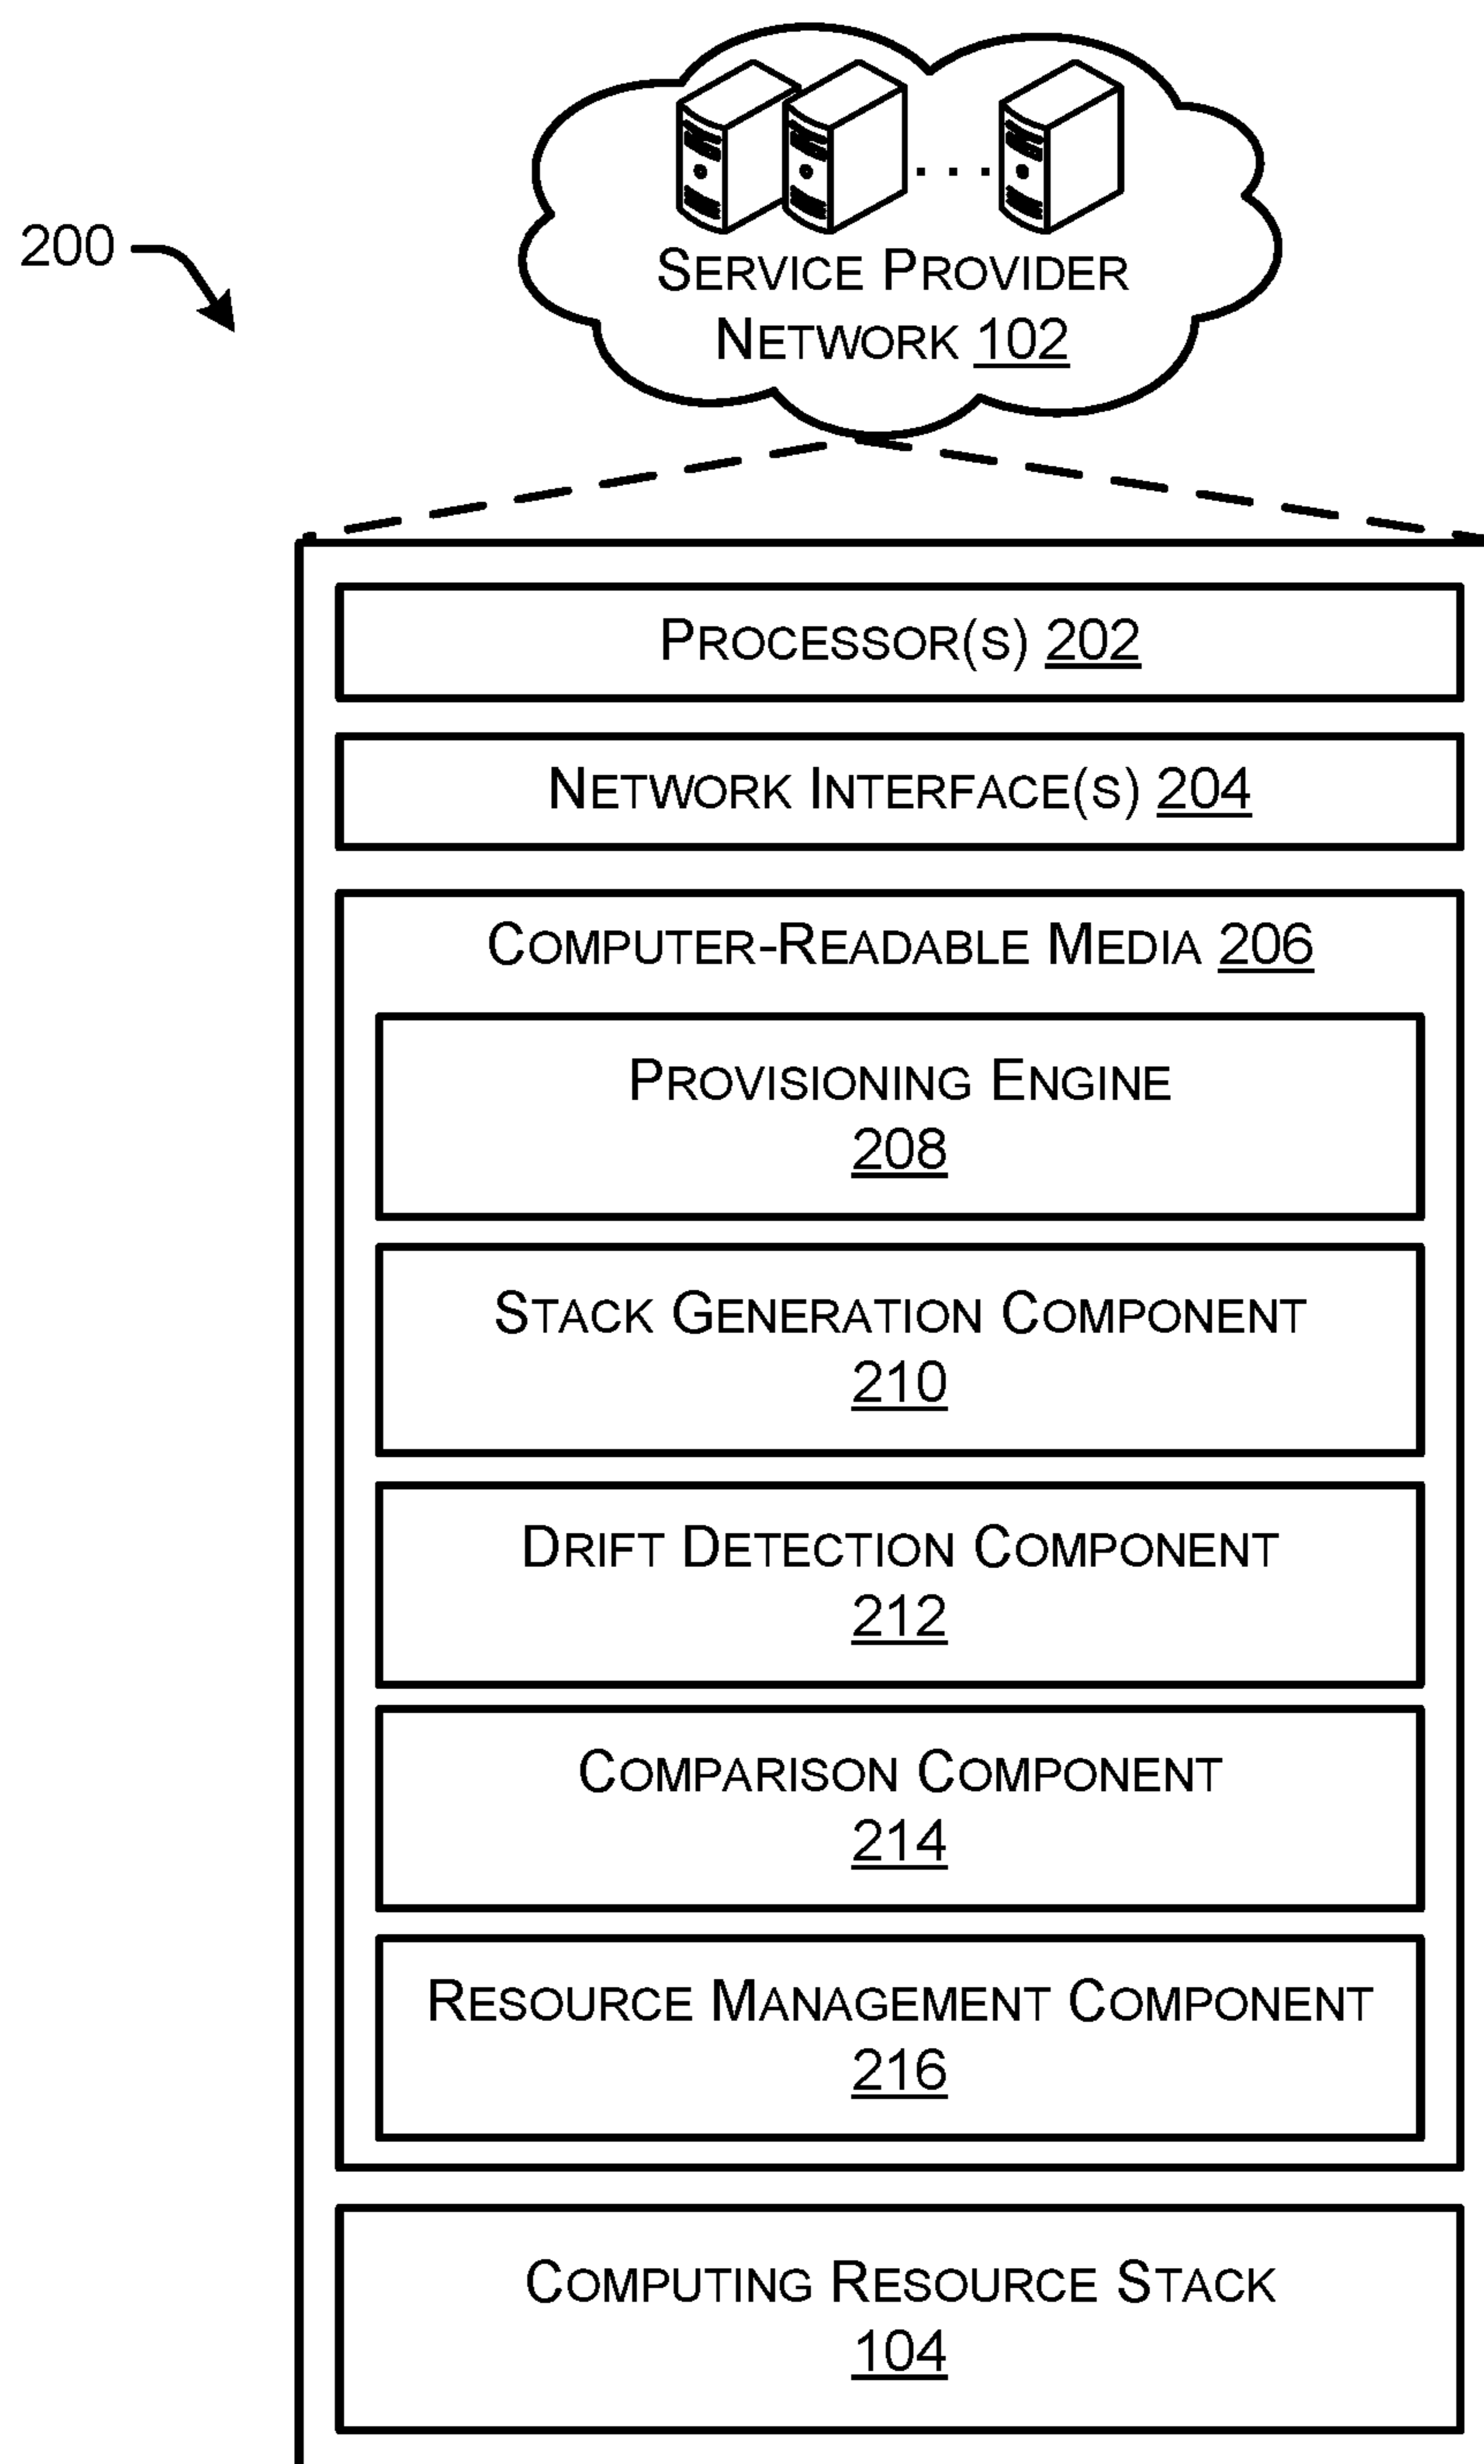 200
SERVICE PROVIDER
NETWORK 102
. . .
PROCESSOR(S) 202
NETWORK INTERFACE(S) 204
COMPUTER-READABLE MEDIA 206
PROVISIONING ENGINE
208
STACK GENERATION COMPONENT
210
DRIFT DETECTION COMPONENT
212
COMPARISON COMPONENT
214
RESOURCE MANAGEMENT COMPONENT
216
COMPUTING RESOURCE STACK
104